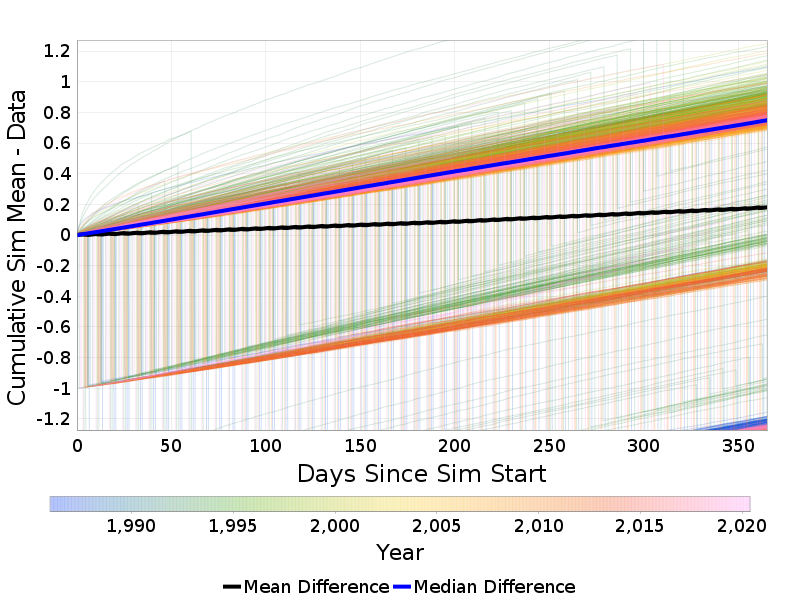 Cumulative Sim Mean - Data
1.2
1
0.8
0.6
0.4
0.2
0
-0.2
-0.4
-0.6
-0.8
-1
-1.2
0 50 100 150 200 250 300 350
Days Since Sim Start
1,990 1,995 2,000 2,005 2,010 2,015 2,020
Year
Mean Difference Median Difference